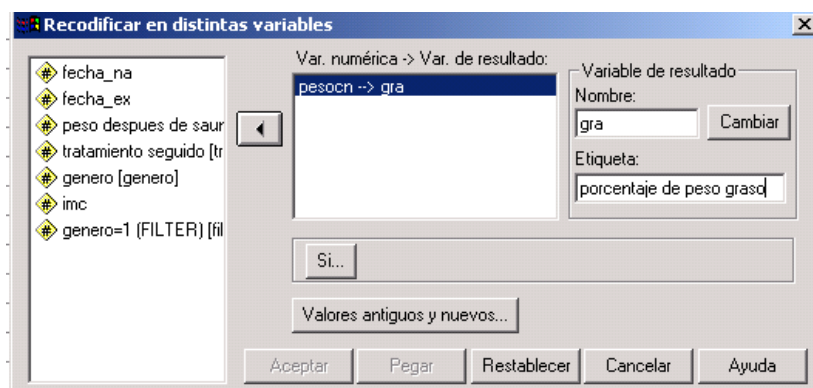 Recodificar en distintas variables
fecha_na
fecha_ex
peso despues de saur
tratamiento seguido [tr
genero [genero]
imc
genero=1 (FILTER) [fil
Var. numérica -> Var. de resultado:
pesocn --> gra
Variable de resultado
Nombre:
gra
Cambiar
Etiqueta:
porcentaje de peso graso
Si...
Valores antiguos y nuevos...
Aceptar
Pegar
Restablecer
Cancelar
Ayuda